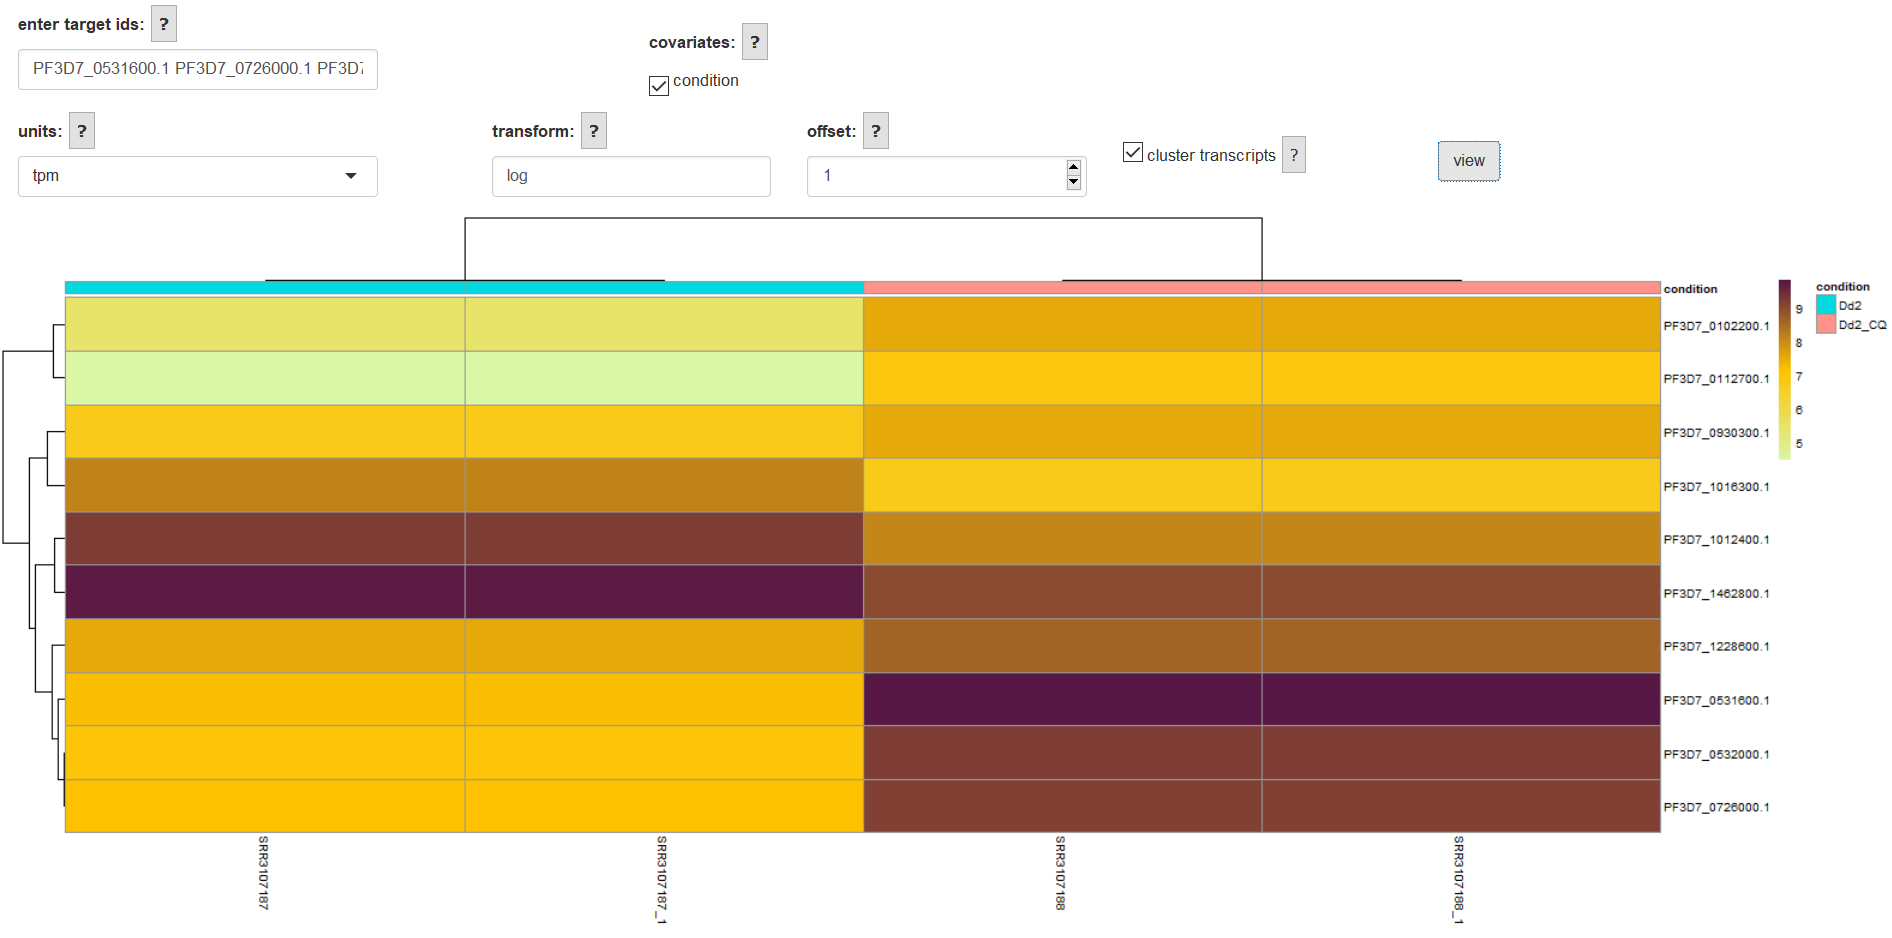 enter target ids: ?
PF3D7_0531600.1 PF3D7_0726000.1 PF3D7
covariates: ?
condition
units: ?
tpm
transform: ?
log
offset: ?
1
cluster transcripts ?
view
condition
PF3D7_0102200.1
PF3D7_0112700.1
PF3D7_0930300.1
PF3D7_1016300.1
PF3D7_1012400.1
PF3D7_1462800.1
PF3D7_1228600.1
PF3D7_0531600.1
PF3D7_0532000.1
PF3D7_0726000.1
9
8
7
6
5
condition
Dd2
Dd2_CQ
SRR3107187
SRR3107187_1
SRR3107188
SRR3107188_1